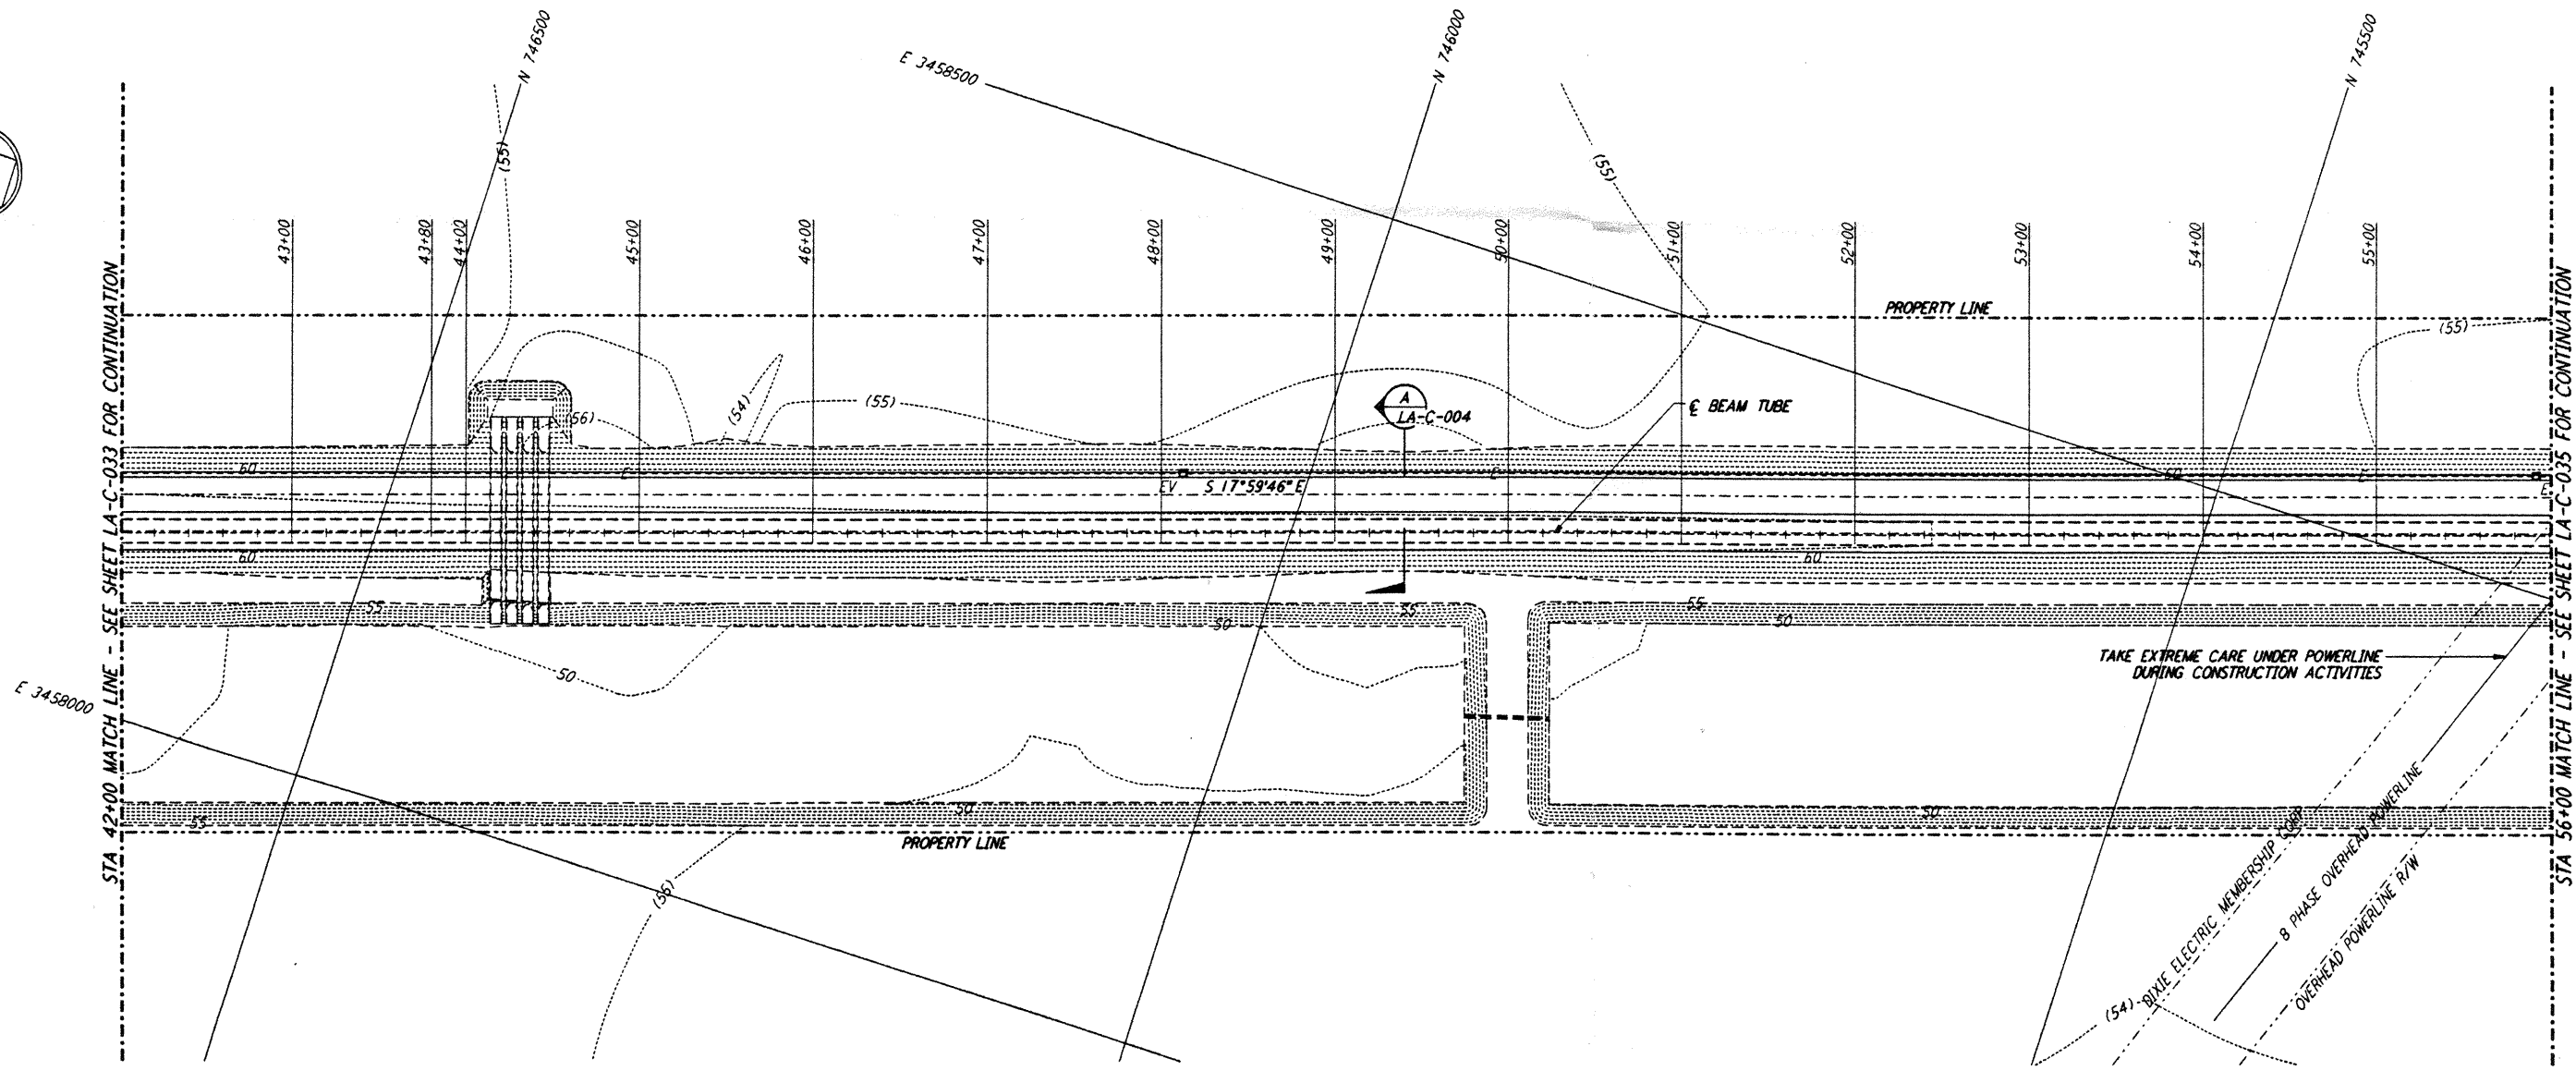 N 746500
E 3458500
N 746000
N 745500
(55)
(55)
43+00
43+80
44+00
45+00
46+00
47+00
48+00
49+00
50+00
51+00
52+00
53+00
54+00
55+00
PROPERTY LINE
(55)
STA 42+00 MATCH LINE - SEE SHEET LA-C-033 FOR CONTINUATION
STA 56+00 MATCH LINE - SEE SHEET LA-C-035 FOR CONTINUATION
(56)
(54)
(55)
A
LA-C-004
℄ BEAM TUBE
60
E
EV
S 17°59'46" E
E
60
E
E
60
60
55
55
50
55
50
50
TAKE EXTREME CARE UNDER POWERLINE
DURING CONSTRUCTION ACTIVITIES
E 3458000
55
50
50
PROPERTY LINE
DIXIE ELECTRIC MEMBERSHIP CORP
8 PHASE OVERHEAD POWERLINE
OVERHEAD POWERLINE R/W
(54)